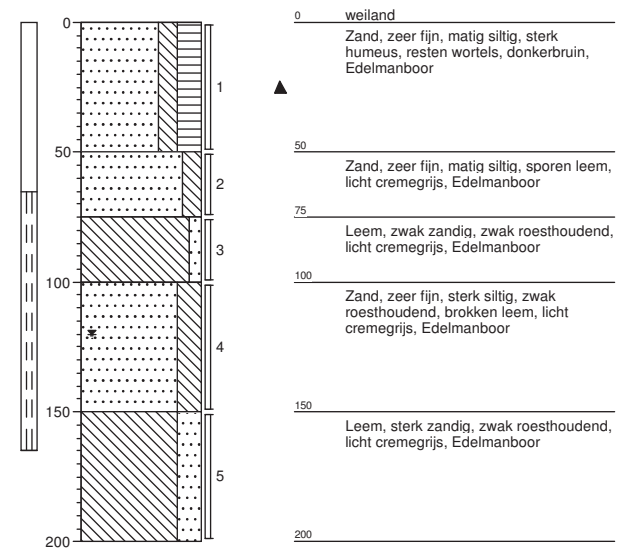 0 weiland
0
Zand, zeer fijn, matig siltig, sterk
humeus, resten wortels, donkerbruin,
Edelmanboor
1
50
50
Zand, zeer fijn, matig siltig, sporen leem,
licht cremegrijs, Edelmanboor
2
75
Leem, zwak zandig, zwak roesthoudend,
licht cremegrijs, Edelmanboor
3
100
100
Zand, zeer fijn, sterk siltig, zwak
roesthoudend, brokken leem, licht
cremegrijs, Edelmanboor
4
150
150
Leem, sterk zandig, zwak roesthoudend,
licht cremegrijs, Edelmanboor
5
200
200